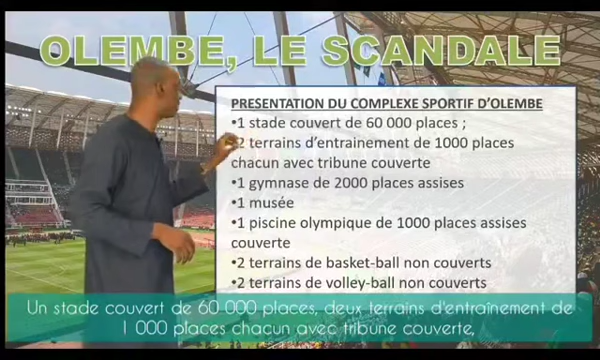 OLEMBE, LE SCANDALE
PRESENTATION DU COMPLEXE SPORTIF D'OLEMBE
•1 stade couvert de 60 000 places ;
2 terrains d'entrainement de 1000 places
chacun avec tribune couverte
•1 gymnase de 2000 places assises
•1 musée
•1 piscine olympique de 1000 places assises
couverte
•2 terrains de basket-ball non couverts
•2 terrains de volley-ball non couverts
Un stade couvert de 60 000 places, deux terrains d'entraînement de
1 000 places chacun avec tribune couverte,